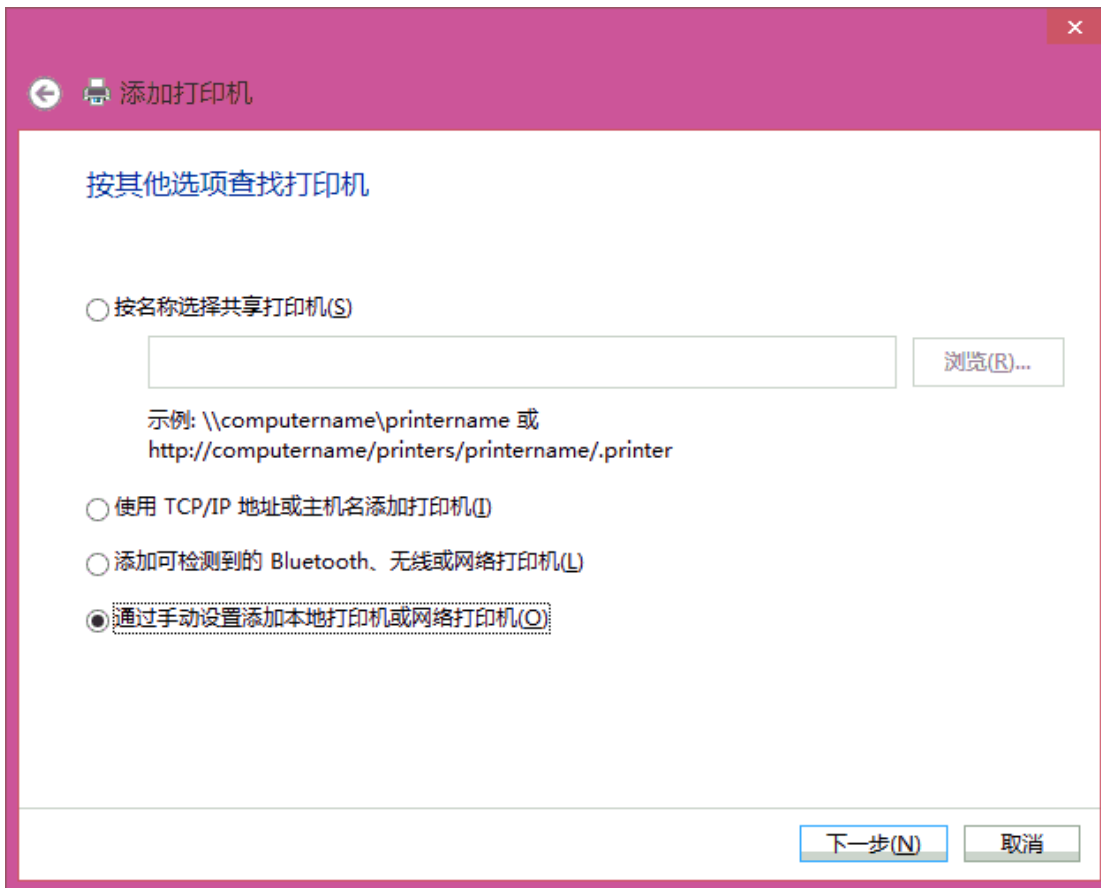 添加打印机
按其他选项查找打印机
按名称选择共享打印机(S)
浏览(R)...
示例: \\computername\printername 或
http://computername/printers/printername/.printer
使用 TCP/IP 地址或主机名添加打印机(I)
添加可检测到的 Bluetooth、无线或网络打印机(L)
通过手动设置添加本地打印机或网络打印机(O)
下一步(N)
取消